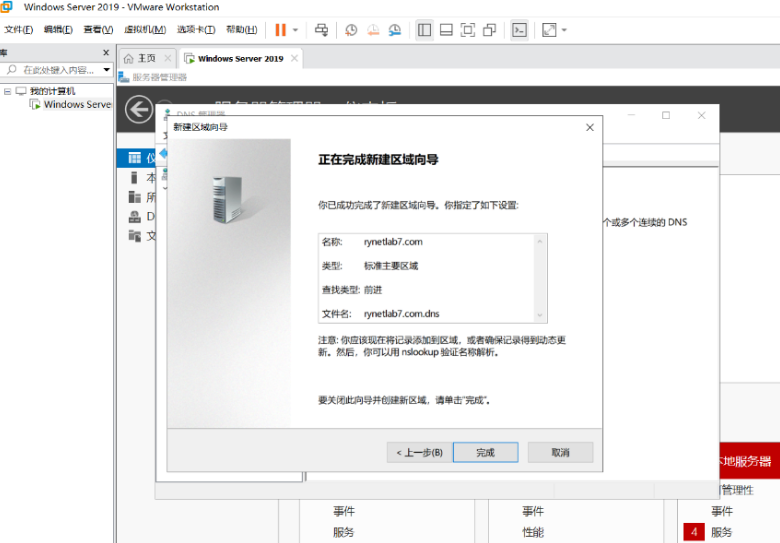 Windows Server 2019 - VMware Workstation
文件(F) 编辑(E) 查看(V) 虚拟机(M) 选项卡(T) 帮助(H)
库
在此处键入内容...
主页
Windows Server 2019
我的计算机
Windows Server
服务器管理器
DNS 管理器
新建区域向导
正在完成新建区域向导
你已成功完成了新建区域向导。你指定了如下设置:
名称: rynetlab7.com
类型: 标准主要区域
查找类型: 前进
文件名: rynetlab7.com.dns
注意: 你应该现在将记录添加到区域，或者确保记录得到动态更
新。然后，你可以用 nslookup 验证名称解析。
要关闭此向导并创建新区域，请单击"完成"。
< 上一步(B) 完成 取消
个或多个连续的 DNS
本
所
D
文
本地服务器
可管理性
事件 事件 事件
服务 性能 4 服务